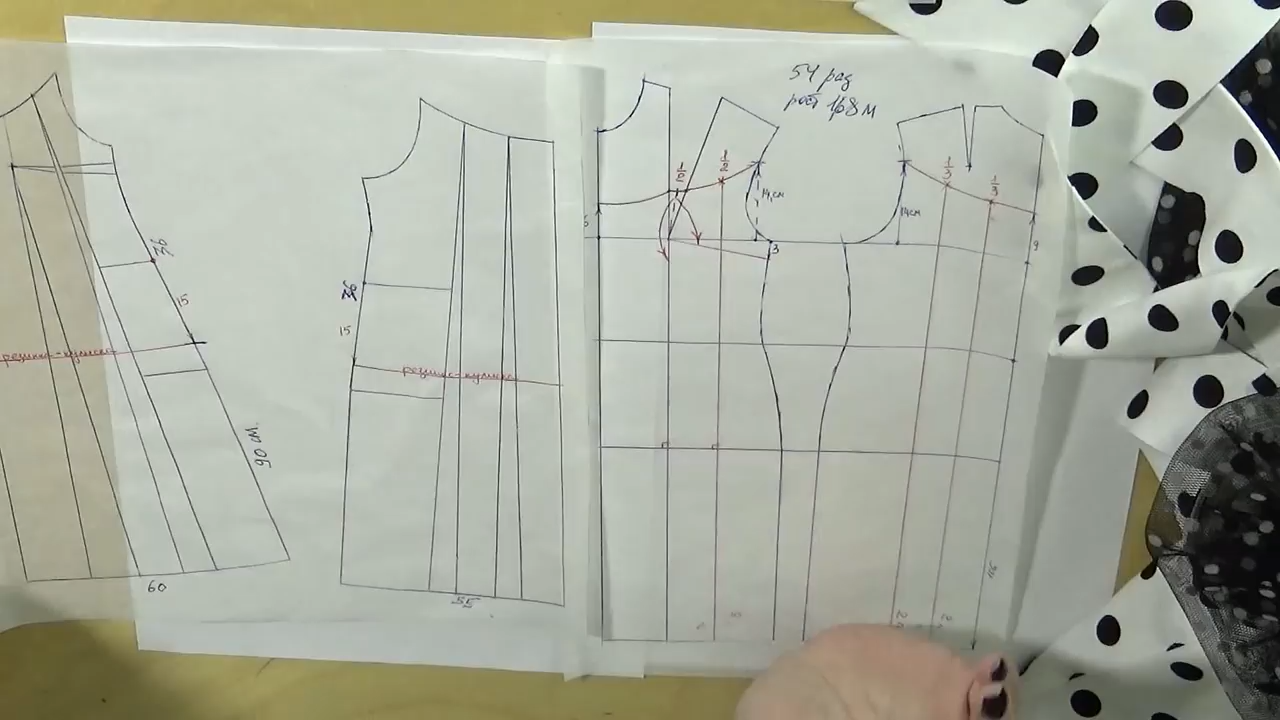 54 раз
рост 168 м
1/2
1/2
14см
3
1/3
1/3
14см
9
15
резинка-кулиска
90 см.
60
15
резинка-кулиска
55